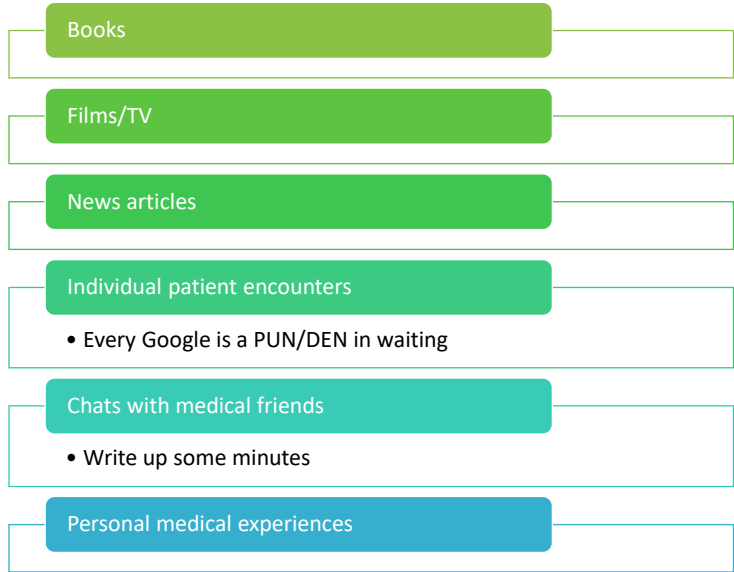 Books
Films/TV
News articles
Individual patient encounters
• Every Google is a PUN/DEN in waiting
Chats with medical friends
• Write up some minutes
Personal medical experiences